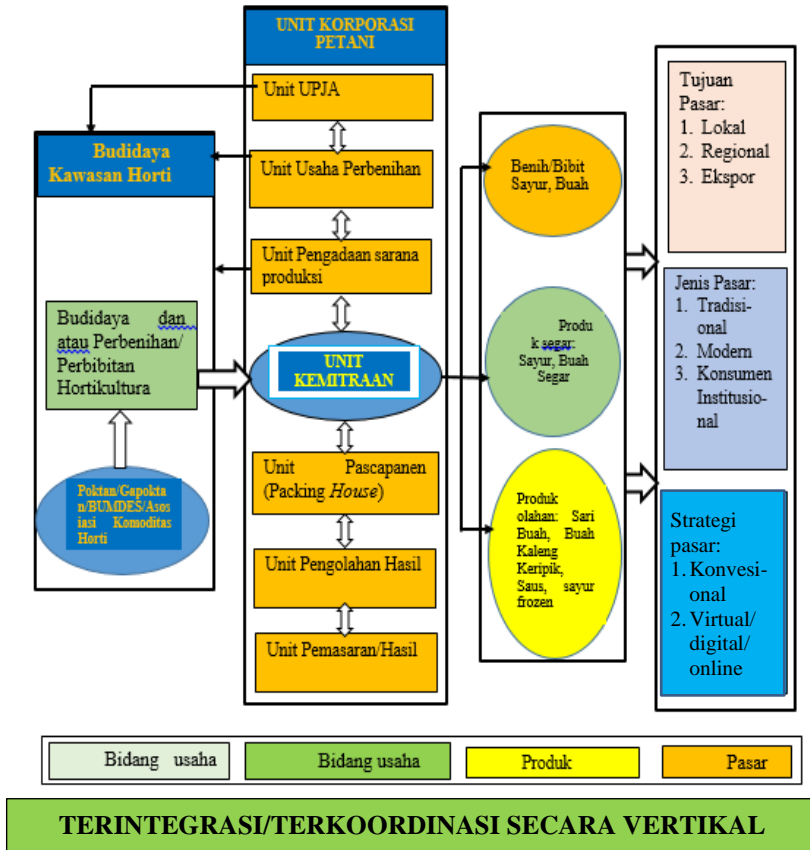 Budidaya
Kawasan Horti
Budidaya dan
atau Perbenihan/
Perbibitan
Hortikultura
Poktan/Gapokta
n/BUMDES/Asos
iasi Komoditas
Horti
UNIT KORPORASI
PETANI
Unit UPJA
Unit Usaha Perbenihan
Unit Pengadaan sarana
produksi
UNIT
KEMITRAAN
Unit Pascapanen
(Packing House)
Unit Pengolahan Hasil
Unit Pemasaran/Hasil
Benih/Bibit
Sayur, Buah
Produ
k segar:
Sayur, Buah
Segar
Produk
olahan: Sari
Buah, Buah
Kaleng
Keripik,
Saus, sayur
frozen
Tujuan
Pasar:
1. Lokal
2. Regional
3. Ekspor
Jenis Pasar:
1. Tradisi-
onal
2. Modern
3. Konsumen
Institusio-
nal
Strategi
pasar:
1. Konvesi-
onal
2. Virtual/
digital/
online
Bidang usaha
Bidang usaha
Produk
Pasar
TERINTEGRASI/TERKOORDINASI SECARA VERTIKAL